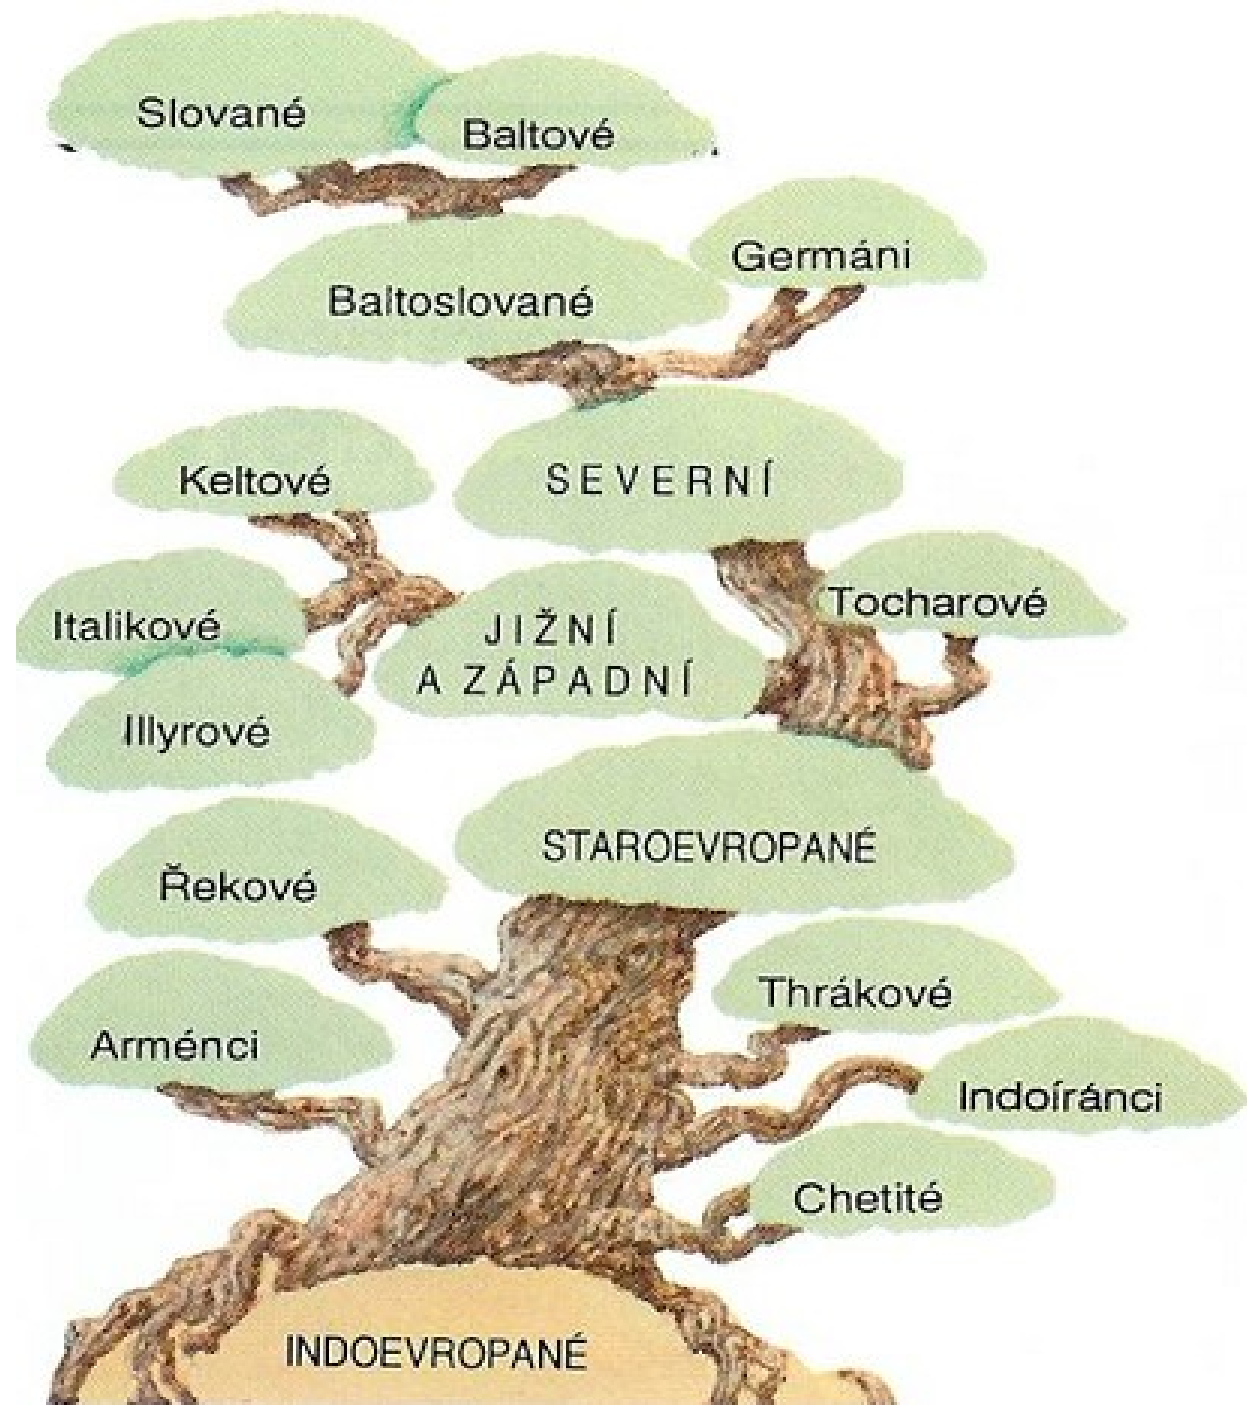 Slované
Baltové
Germáni
Baltoslované
Keltové
SEVERNÍ
Tocharové
Italikové
JIŽNÍ
A ZÁPADNÍ
Illyrové
STAROEVROPANÉ
Řekové
Thrákové
Arménci
Indoíránci
Chetité
INDOEVROPANÉ